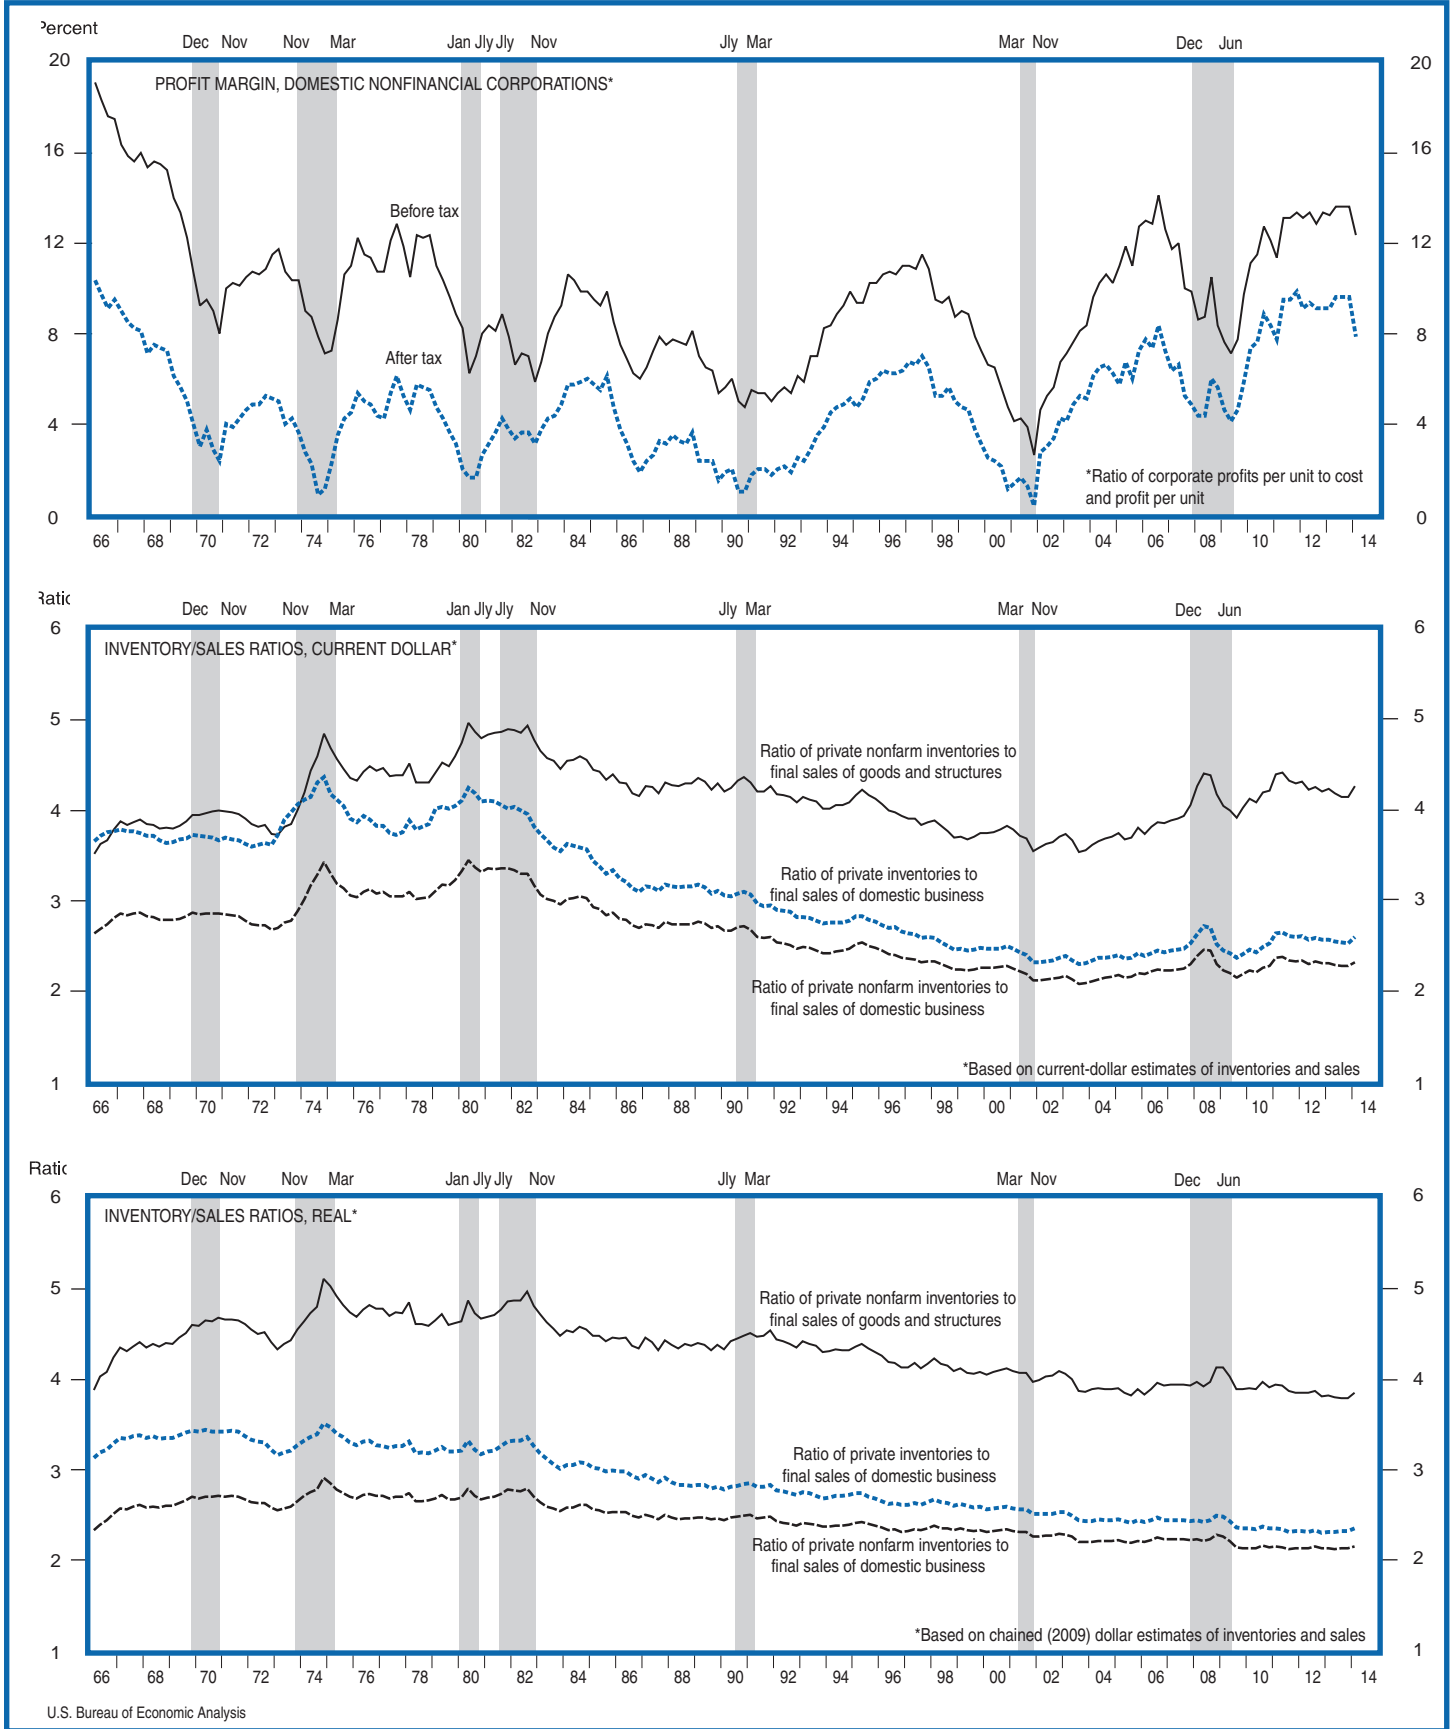 Percent
Dec Nov Nov Mar Jan Jly Jly Nov Jly Mar Mar Nov Dec Jun
20 20
PROFIT MARGIN, DOMESTIC NONFINANCIAL CORPORATIONS*
16 16
Before tax
12 12
8 8
After tax
4 4
*Ratio of corporate profits per unit to cost
and profit per unit
0 0
66 68 70 72 74 76 78 80 82 84 86 88 90 92 94 96 98 00 02 04 06 08 10 12 14
Ratio
Dec Nov Nov Mar Jan Jly Jly Nov Jly Mar Mar Nov Dec Jun
6 6
INVENTORY/SALES RATIOS, CURRENT DOLLAR*
5 5
Ratio of private nonfarm inventories to
final sales of goods and structures
4 4
Ratio of private inventories to
final sales of domestic business
3 3
Ratio of private nonfarm inventories to
final sales of domestic business
2 2
*Based on current-dollar estimates of inventories and sales
1 1
66 68 70 72 74 76 78 80 82 84 86 88 90 92 94 96 98 00 02 04 06 08 10 12 14
Ratio
Dec Nov Nov Mar Jan Jly Jly Nov Jly Mar Mar Nov Dec Jun
6 6
INVENTORY/SALES RATIOS, REAL*
5 5
Ratio of private nonfarm inventories to
final sales of goods and structures
4 4
Ratio of private inventories to
final sales of domestic business
3 3
Ratio of private nonfarm inventories to
final sales of domestic business
2 2
*Based on chained (2009) dollar estimates of inventories and sales
1 1
66 68 70 72 74 76 78 80 82 84 86 88 90 92 94 96 98 00 02 04 06 08 10 12 14
U.S. Bureau of Economic Analysis